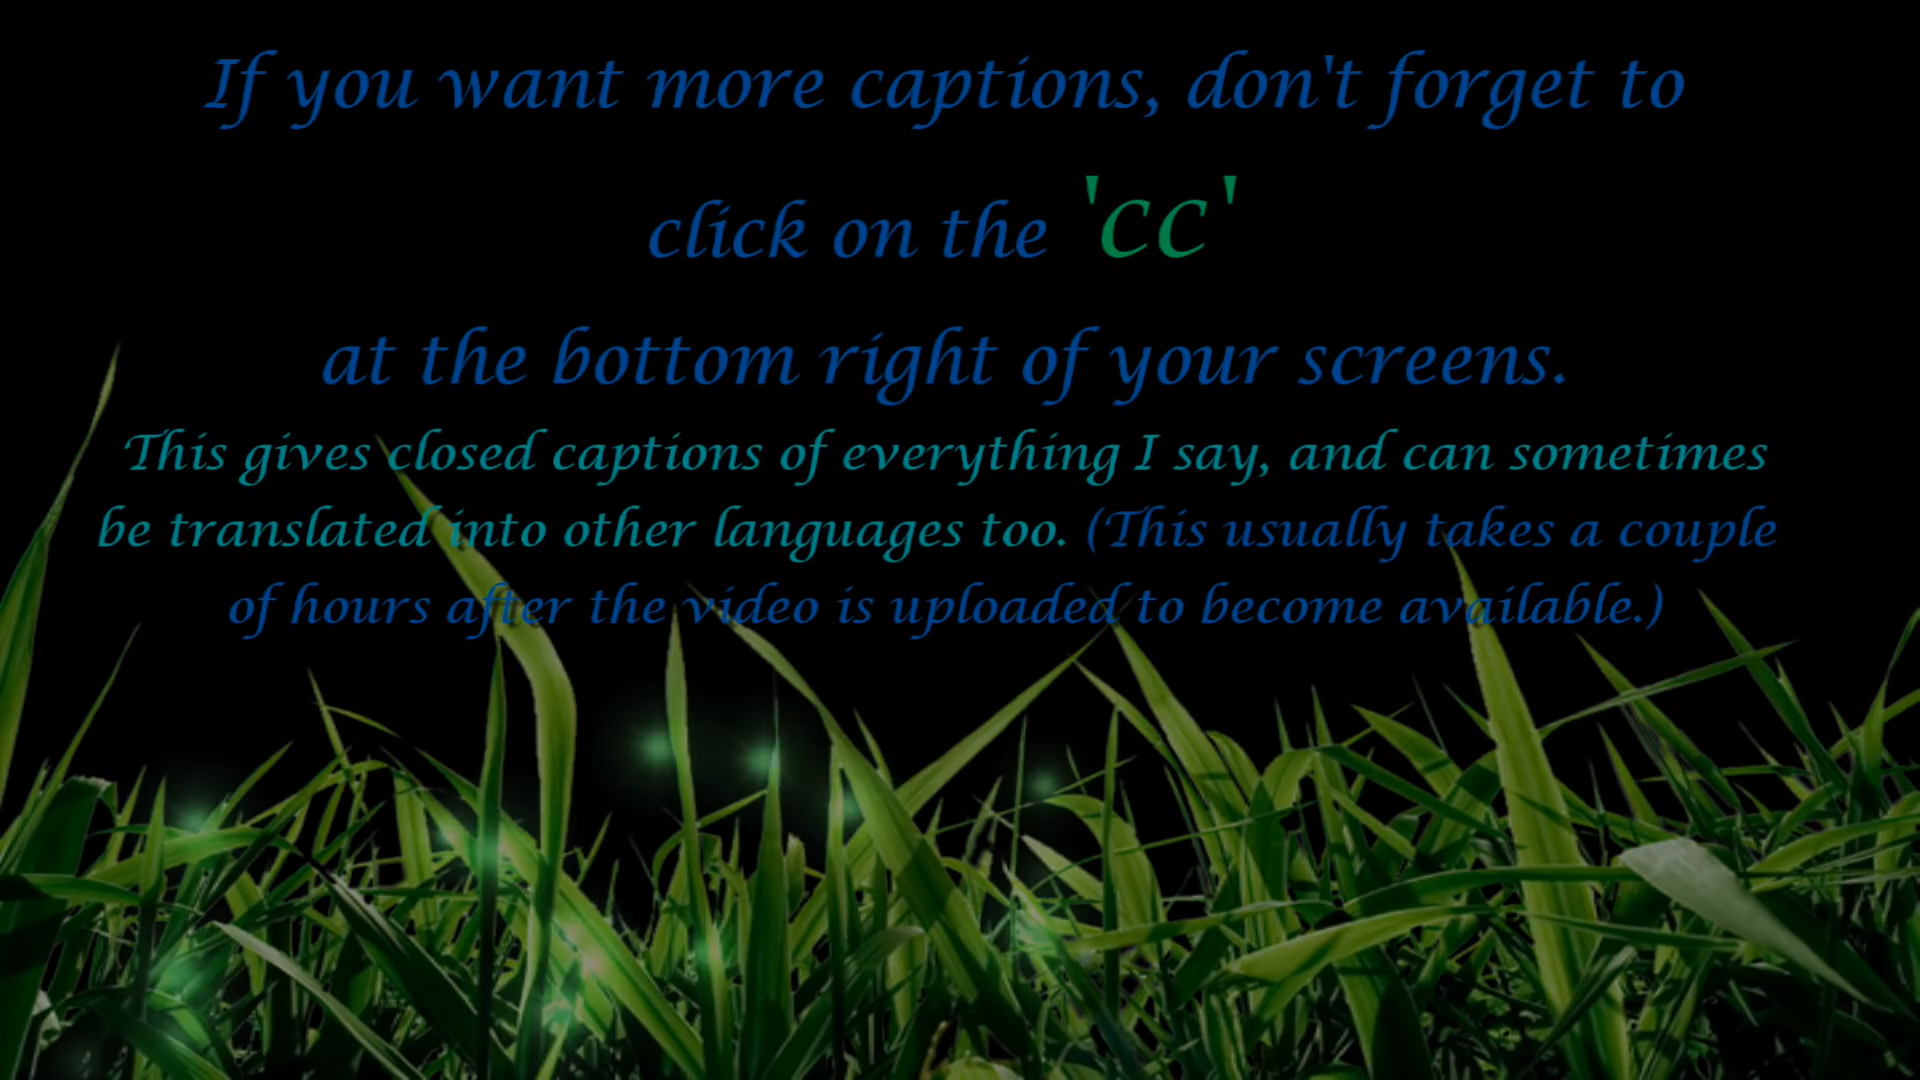 If you want more captions, don't forget to
click on the 'cc'
at the bottom right of your screens.
This gives closed captions of everything I say, and can sometimes
be translated into other languages too. (This usually takes a couple
of hours after the video is uploaded to become available.)